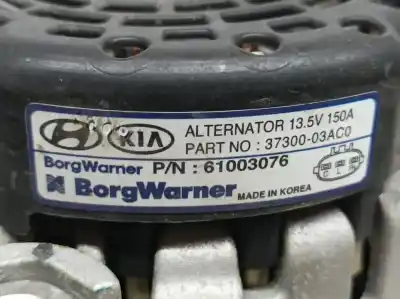 KIA ALTERNATOR 13.5V 150A
PART NO : 37300-03AC0
BorgWarner P/N : 61003076
BorgWarner MADE IN KOREA